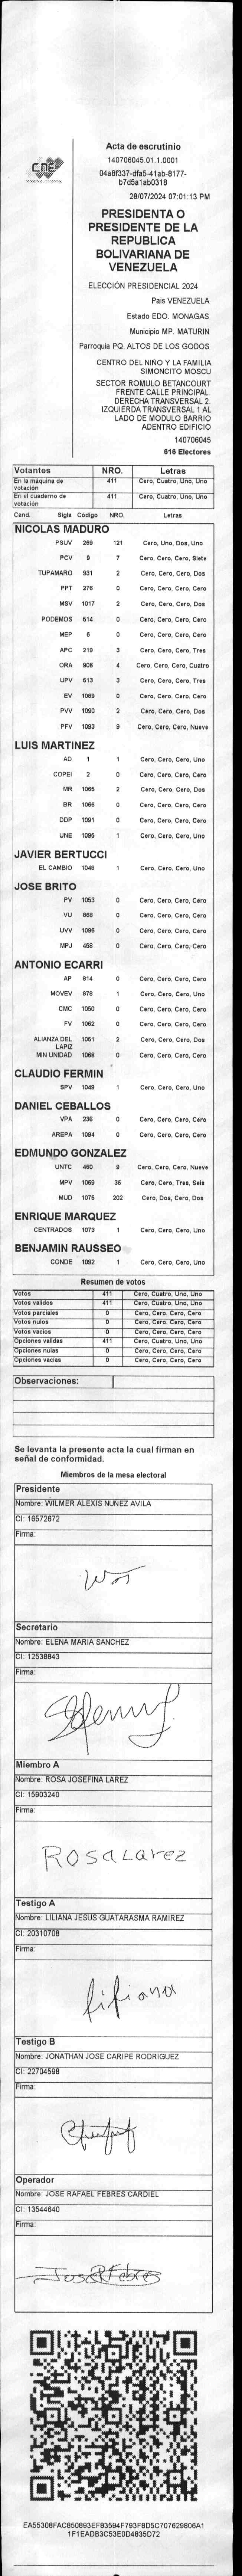 Acta de escrutinio
140706045.01.1.0001
04a8f337-dfa5-41ab-8177-
b7d5a1ab0318
28/07/2024 07:01:13 PM
CNE
PRESIDENTA O
PRESIDENTE DE LA
REPUBLICA
BOLIVARIANA DE
VENEZUELA
ELECCIÓN PRESIDENCIAL 2024
Pais VENEZUELA
Estado EDO. MONAGAS
Municipio MP. MATURIN
Parroquia PQ. ALTOS DE LOS GODOS
CENTRO DEL NIÑO Y LA FAMILIA
SIMONCITO MOSCU
SECTOR ROMULO BETANCOURT
FRENTE CALLE PRINCIPAL.
DERECHA TRANSVERSAL 2.
IZQUIERDA TRANSVERSAL 1 AL
LADO DE MODULO BARRIO
ADENTRO EDIFICIO
140706045
616 Electores
Votantes NRO. Letras
En la máquina de votación 411 Cero, Cuatro, Uno, Uno
En el cuaderno de votación 411 Cero, Cuatro, Uno, Uno
Cand. Sigla Código NRO. Letras
NICOLAS MADURO
PSUV 269 121 Cero, Uno, Dos, Uno
PCV 9 7 Cero, Cero, Cero, Siete
TUPAMARO 931 2 Cero, Cero, Cero, Dos
PPT 276 0 Cero, Cero, Cero, Cero
MSV 1017 2 Cero, Cero, Cero, Dos
PODEMOS 514 0 Cero, Cero, Cero, Cero
MEP 6 0 Cero, Cero, Cero, Cero
APC 219 3 Cero, Cero, Cero, Tres
ORA 906 4 Cero, Cero, Cero, Cuatro
UPV 513 3 Cero, Cero, Cero, Tres
EV 1089 0 Cero, Cero, Cero, Cero
PVV 1090 2 Cero, Cero, Cero, Dos
PFV 1093 9 Cero, Cero, Cero, Nueve
LUIS MARTINEZ
AD 1 1 Cero, Cero, Cero, Uno
COPEI 2 0 Cero, Cero, Cero, Cero
MR 1065 2 Cero, Cero, Cero, Dos
BR 1066 0 Cero, Cero, Cero, Cero
DDP 1091 0 Cero, Cero, Cero, Cero
UNE 1095 1 Cero, Cero, Cero, Uno
JAVIER BERTUCCI
EL CAMBIO 1048 1 Cero, Cero, Cero, Uno
JOSE BRITO
PV 1053 0 Cero, Cero, Cero, Cero
VU 868 0 Cero, Cero, Cero, Cero
UVV 1096 0 Cero, Cero, Cero, Cero
MPJ 458 0 Cero, Cero, Cero, Cero
ANTONIO ECARRI
AP 814 0 Cero, Cero, Cero, Cero
MOVEV 978 1 Cero, Cero, Cero, Uno
CMC 1050 0 Cero, Cero, Cero, Cero
FV 1062 0 Cero, Cero, Cero, Cero
ALIANZA DEL LAPIZ 1051 2 Cero, Cero, Cero, Dos
MIN UNIDAD 1068 0 Cero, Cero, Cero, Cero
CLAUDIO FERMIN
SPV 1049 1 Cero, Cero, Cero, Uno
DANIEL CEBALLOS
VPA 236 0 Cero, Cero, Cero, Cero
AREPA 1094 0 Cero, Cero, Cero, Cero
EDMUNDO GONZALEZ
UNTC 460 9 Cero, Cero, Cero, Nueve
MPV 1069 36 Cero, Cero, Tres, Seis
MUD 1076 202 Cero, Dos, Cero, Dos
ENRIQUE MARQUEZ
CENTRADOS 1073 1 Cero, Cero, Cero, Uno
BENJAMIN RAUSSEO
CONDE 1092 1 Cero, Cero, Cero, Uno
Resumen de votos
Votos 411 Cero, Cuatro, Uno, Uno
Votos validos 411 Cero, Cuatro, Uno, Uno
Votos parciales 0 Cero, Cero, Cero, Cero
Votos nulos 0 Cero, Cero, Cero, Cero
Votos vacios 0 Cero, Cero, Cero, Cero
Opciones validas 411 Cero, Cuatro, Uno, Uno
Opciones nulas 0 Cero, Cero, Cero, Cero
Opciones vacias 0 Cero, Cero, Cero, Cero
Observaciones:
Se levanta la presente acta la cual firman en
señal de conformidad.
Miembros de la mesa electoral
Presidente
Nombre: WILMER ALEXIS NUÑEZ AVILA
CI: 16572672
Firma:
Secretario
Nombre: ELENA MARIA SANCHEZ
CI: 12538843
Firma:
Miembro A
Nombre: ROSA JOSEFINA LAREZ
CI: 15903240
Firma:
Rosa Larez
Testigo A
Nombre: LILIANA JESUS GUATARASMA RAMIREZ
CI: 20310708
Firma:
liliana
Testigo B
Nombre: JONATHAN JOSE CARIPE RODRIGUEZ
CI: 22704598
Firma:
Operador
Nombre: JOSE RAFAEL FEBRES CARDIEL
CI: 13544640
Firma:
Jose R Febres
EA55308FAC850893EF83594F793F8D5C707629806A1
1F1EADB3C53E0D4835D72